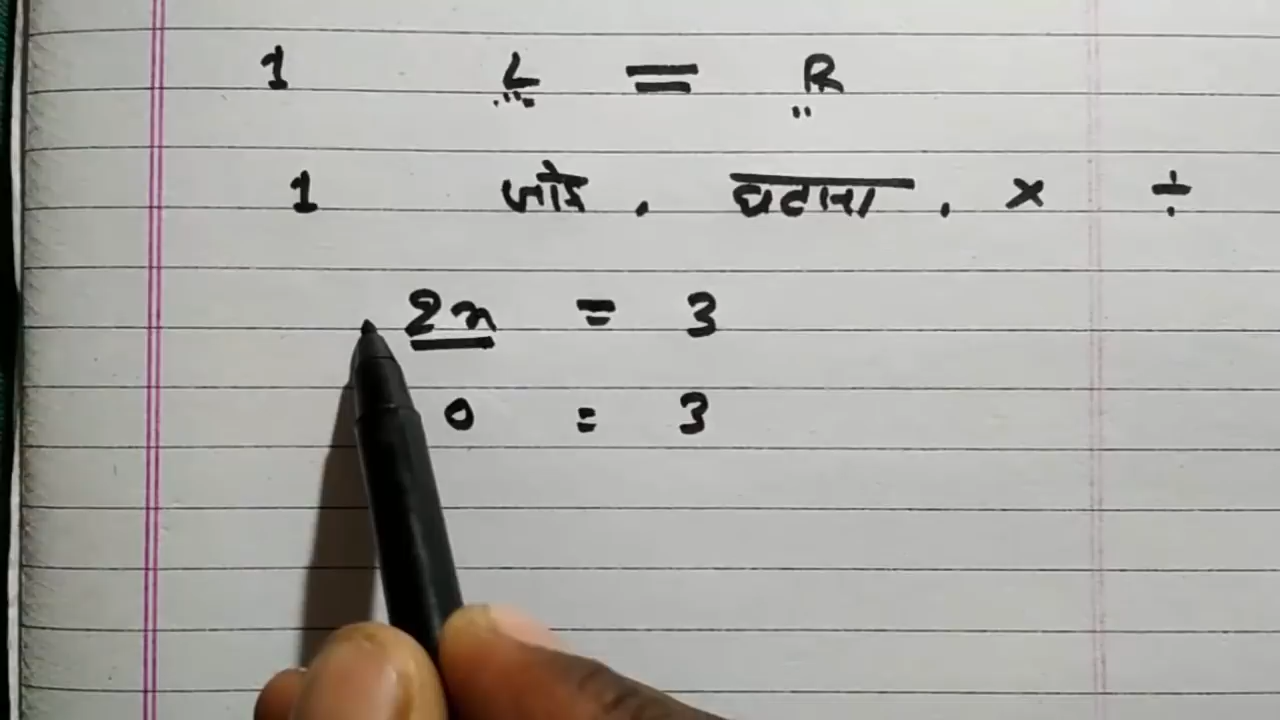 1 L = R
1 जोड़ , घटाना , × ÷
2x = 3
0 = 3